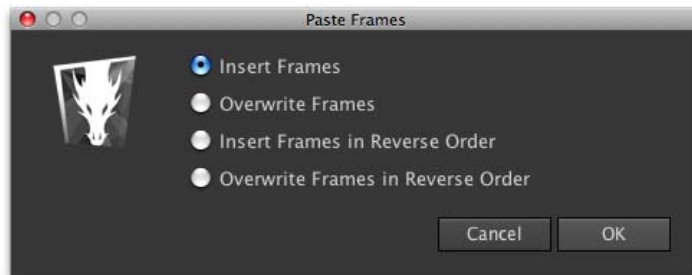 Paste Frames
Insert Frames
Overwrite Frames
Insert Frames in Reverse Order
Overwrite Frames in Reverse Order
Cancel OK